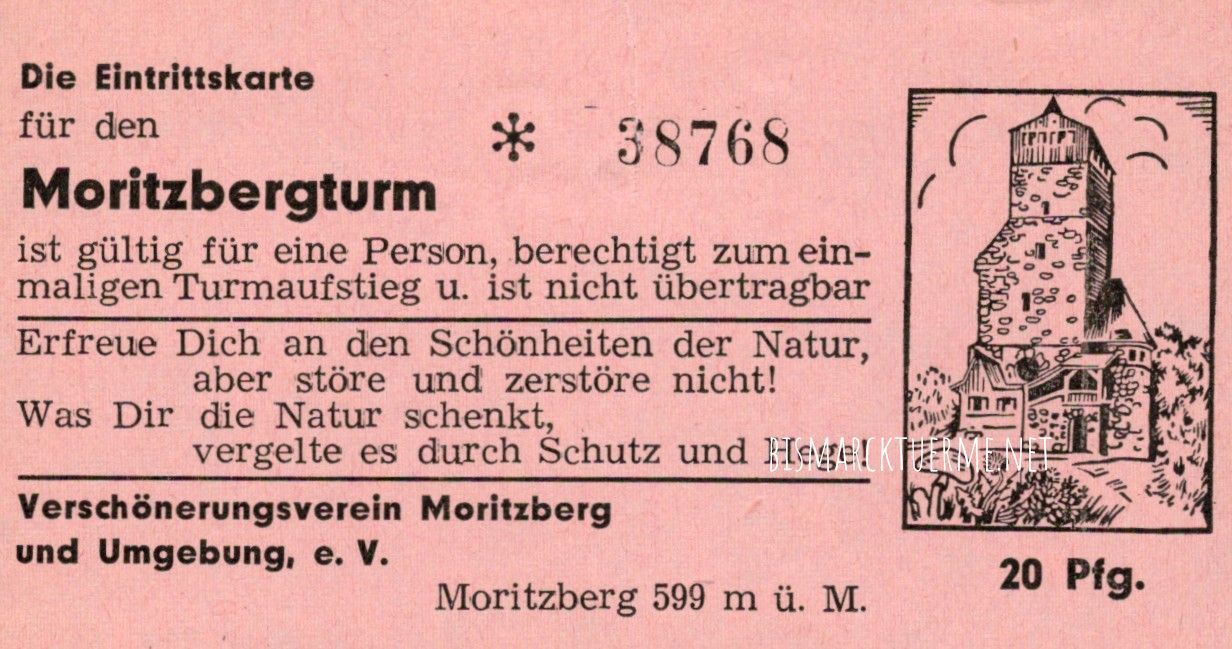 Die Eintrittskarte
für den
* 38768
Moritzbergturm
ist gültig für eine Person, berechtigt zum ein-
maligen Turmaufstieg u. ist nicht übertragbar
Erfreue Dich an den Schönheiten der Natur,
aber störe und zerstöre nicht!
Was Dir die Natur schenkt,
vergelte es durch Schutz und
BISMARCKTUERME.NET
Verschönerungsverein Moritzberg
und Umgebung, e. V.
Moritzberg 599 m ü. M.
20 Pfg.